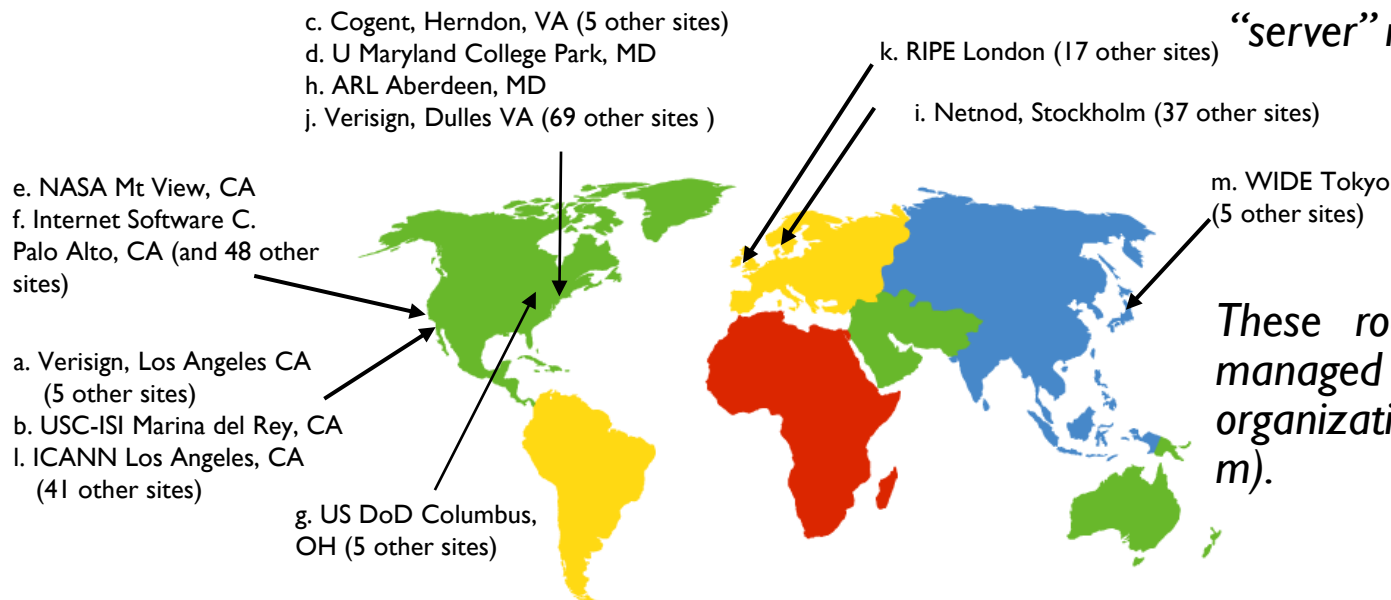 c. Cogent, Herndon, VA (5 other sites)
d. U Maryland College Park, MD
h. ARL Aberdeen, MD
j. Verisign, Dulles VA (69 other sites )
k. RIPE London (17 other sites)
i. Netnod, Stockholm (37 other sites)
“server”
m. WIDE Tokyo
(5 other sites)
e. NASA Mt View, CA
f. Internet Software C.
Palo Alto, CA (and 48 other
sites)
a. Verisign, Los Angeles CA
(5 other sites)
b. USC-ISI Marina del Rey, CA
l. ICANN Los Angeles, CA
(41 other sites)
g. US DoD Columbus,
OH (5 other sites)
These ro
managed
organizati
m).